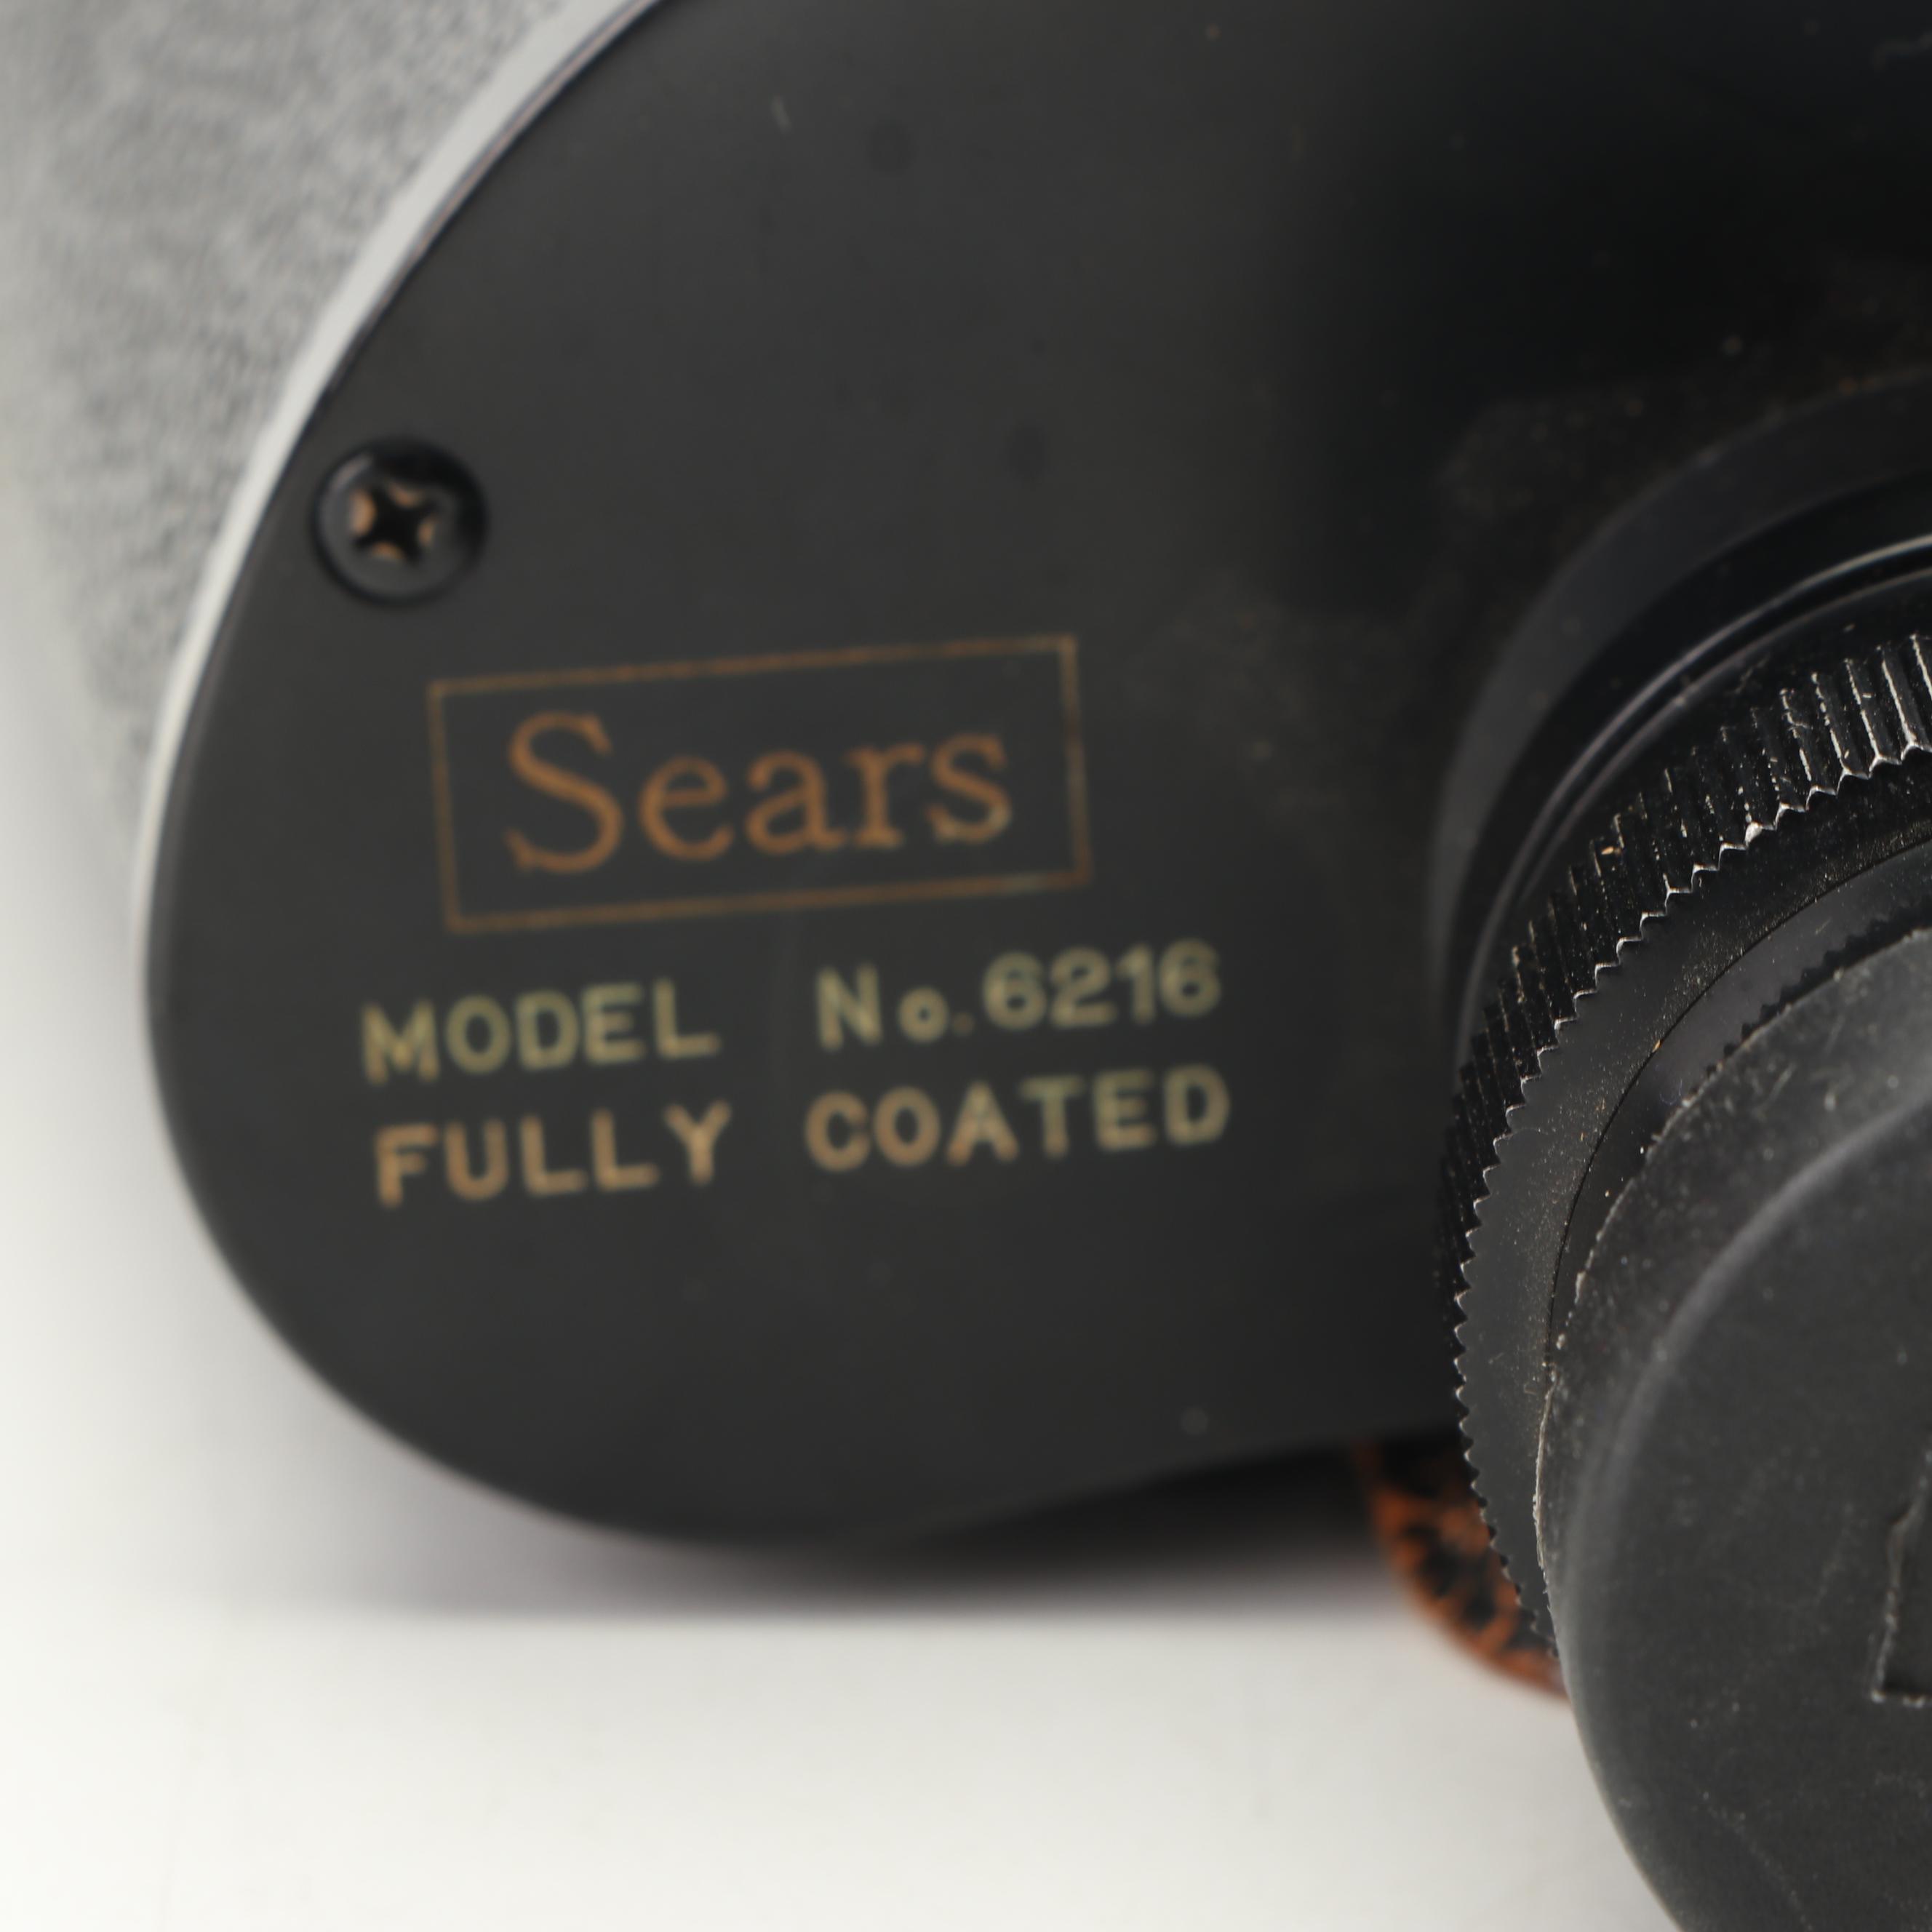 Sears
MODEL No.6216
FULLY COATED